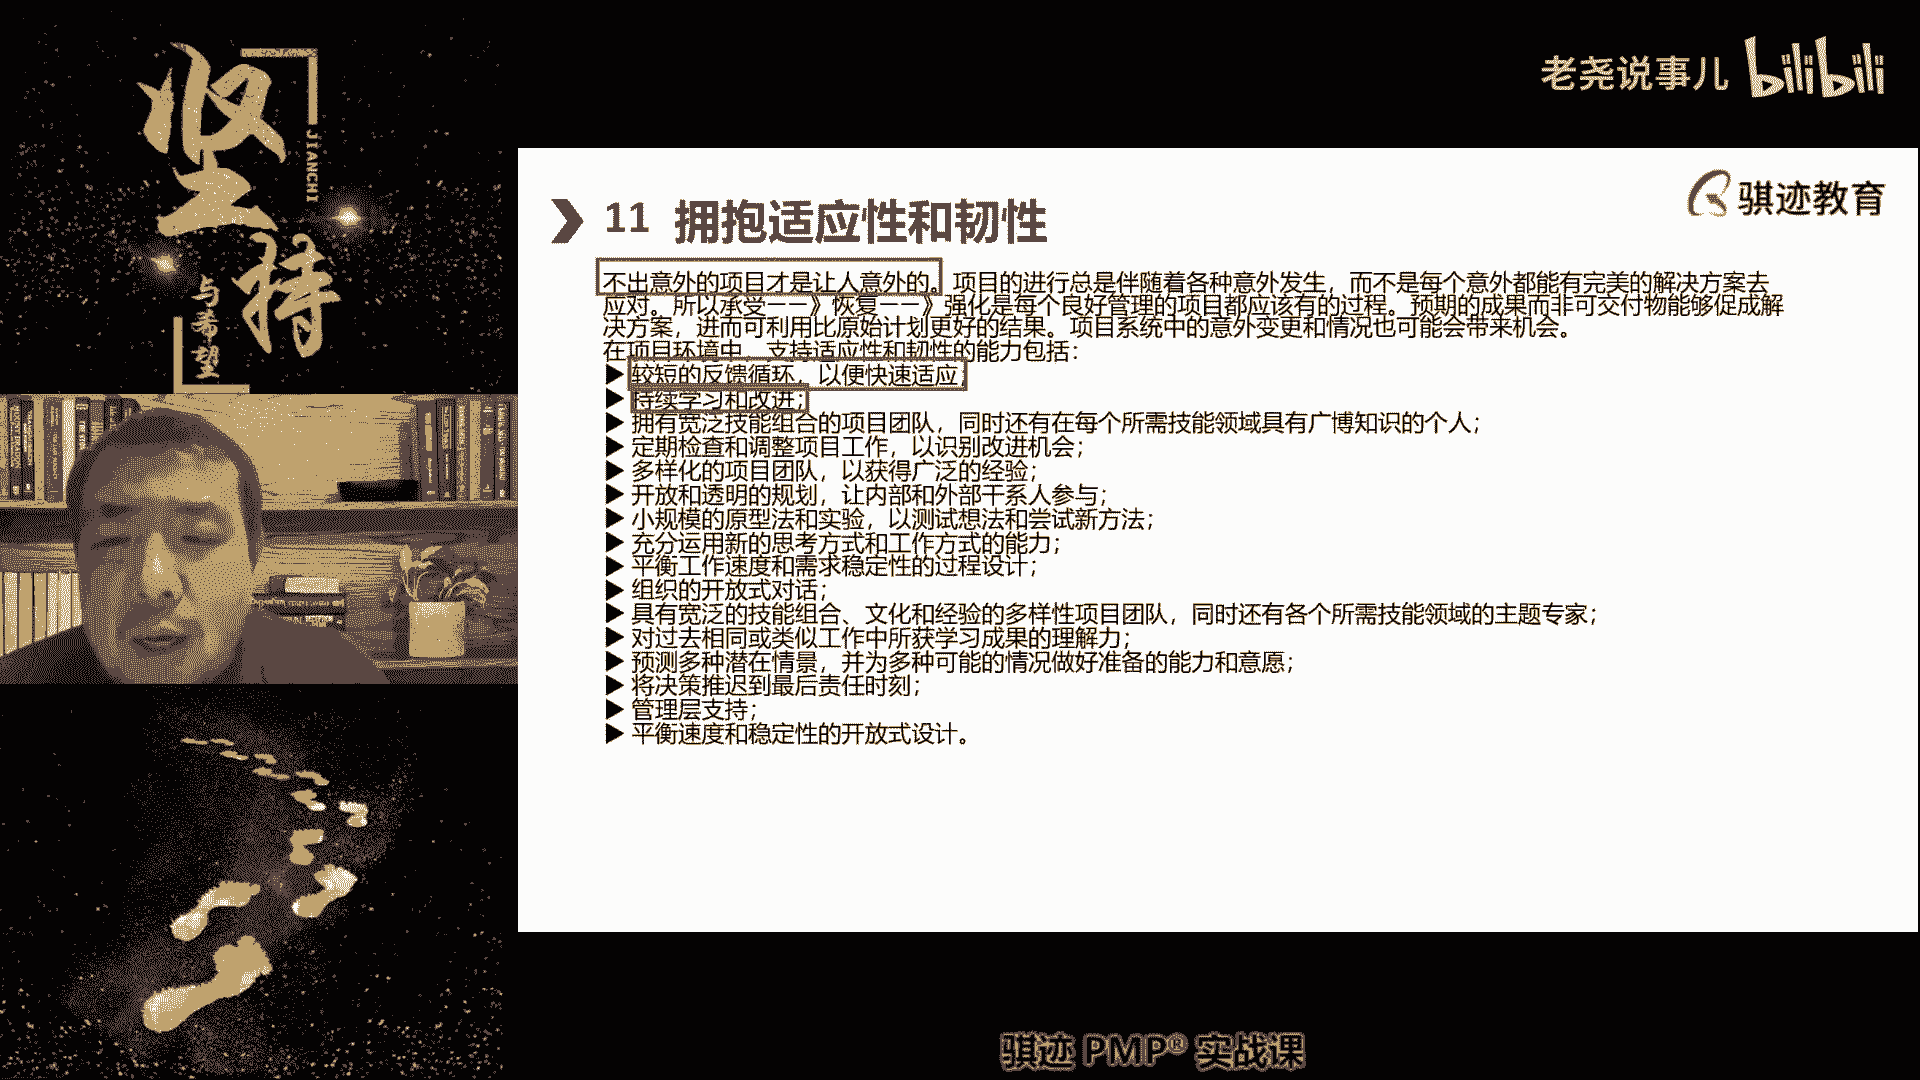 坚持
JIANCHI
与希望
老尧说事儿 bilibili
骐迹教育
11 拥抱适应性和韧性
不出意外的项目才是让人意外的。项目的进行总是伴随着各种意外发生，而不是每个意外都能有完美的解决方案去
应对。所以承受——》恢复——》强化是每个良好管理的项目都应该有的过程。预期的成果而非可交付物能够促成解
决方案，进而可利用比原始计划更好的结果。项目系统中的意外变更和情况也可能会带来机会。
在项目环境中，支持适应性和韧性的能力包括：
▶ 较短的反馈循环，以便快速适应；
▶ 持续学习和改进；
▶ 拥有宽泛技能组合的项目团队，同时还有在每个所需技能领域具有广博知识的个人；
▶ 定期检查和调整项目工作，以识别改进机会；
▶ 多样化的项目团队，以获得广泛的经验；
▶ 开放和透明的规划，让内部和外部干系人参与；
▶ 小规模的原型法和实验，以测试想法和尝试新方法；
▶ 充分运用新的思考方式和工作方式的能力；
▶ 平衡工作速度和需求稳定性的过程设计；
▶ 组织的开放式对话；
▶ 具有宽泛的技能组合、文化和经验的多样性项目团队，同时还有各个所需技能领域的主题专家；
▶ 对过去相同或类似工作中所获学习成果的理解力；
▶ 预测多种潜在情景，并为多种可能的情况做好准备的能力和意愿；
▶ 将决策推迟到最后责任时刻；
▶ 管理层支持；
▶ 平衡速度和稳定性的开放式设计。
骐迹 PMP® 实战课